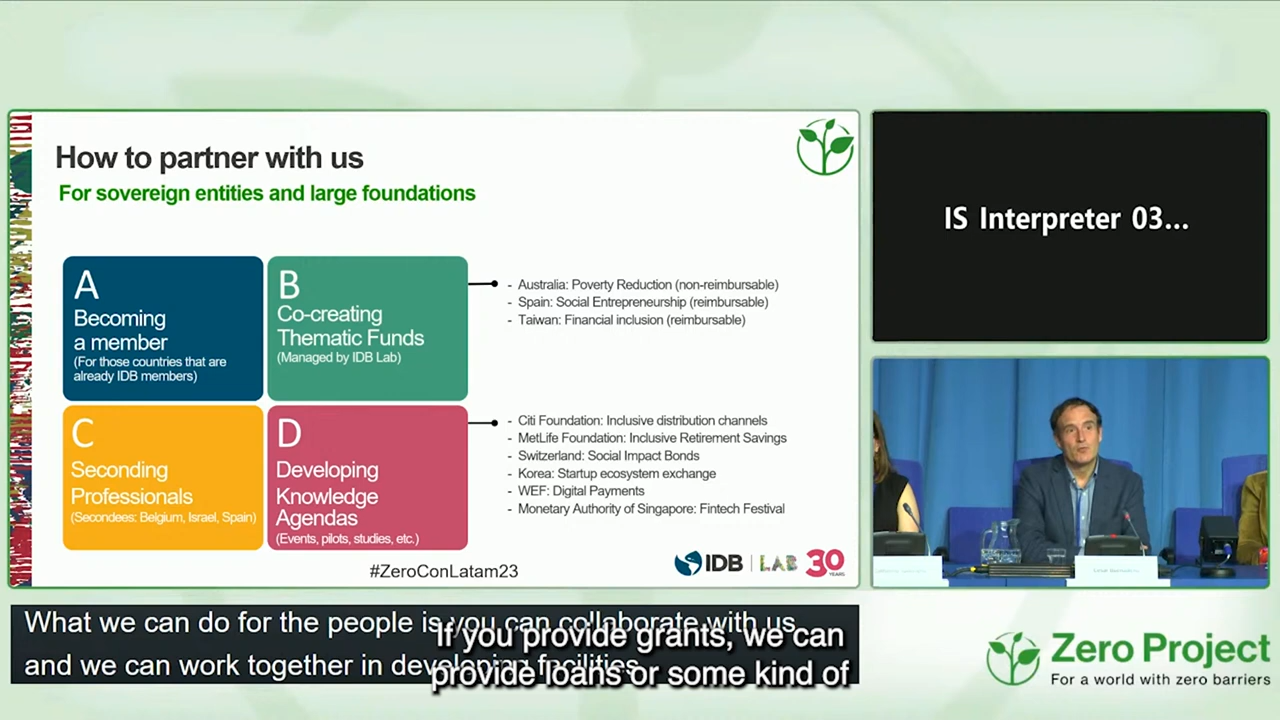 How to partner with us
For sovereign entities and large foundations
A
Becoming
a member
(For those countries that are
already IDB members)
B
Co-creating
Thematic Funds
(Managed by IDB Lab)
- Australia: Poverty Reduction (non-reimbursable)
- Spain: Social Entrepreneurship (reimbursable)
- Taiwan: Financial inclusion (reimbursable)
C
Seconding
Professionals
(Secondees: Belgium, Israel, Spain)
D
Developing
Knowledge
Agendas
(Events, pilots, studies, etc.)
- Citi Foundation: Inclusive distribution channels
- MetLife Foundation: Inclusive Retirement Savings
- Switzerland: Social Impact Bonds
- Korea: Startup ecosystem exchange
- WEF: Digital Payments
- Monetary Authority of Singapore: Fintech Festival
#ZeroConLatam23
IDB | LAB 30
YEARS
IS Interpreter 03...
What we can do for the people is you can collaborate with us
and we can work together in developing facilities
If you provide grants, we can
provide loans or some kind of
Zero Project
For a world with zero barriers